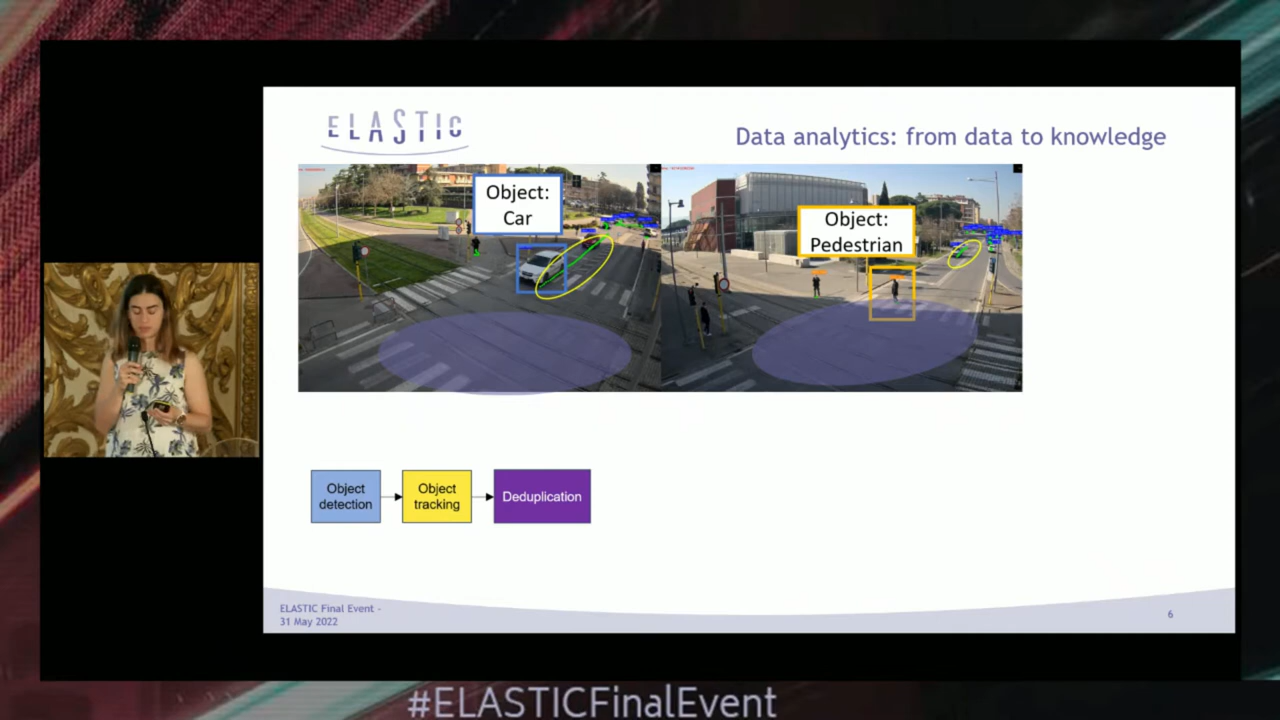 ELASTIC
Data analytics: from data to knowledge
Object:
Car
Object:
Pedestrian
Object
detection
Object
tracking
Deduplication
ELASTIC Final Event -
31 May 2022
6
#ELASTICFinalEvent